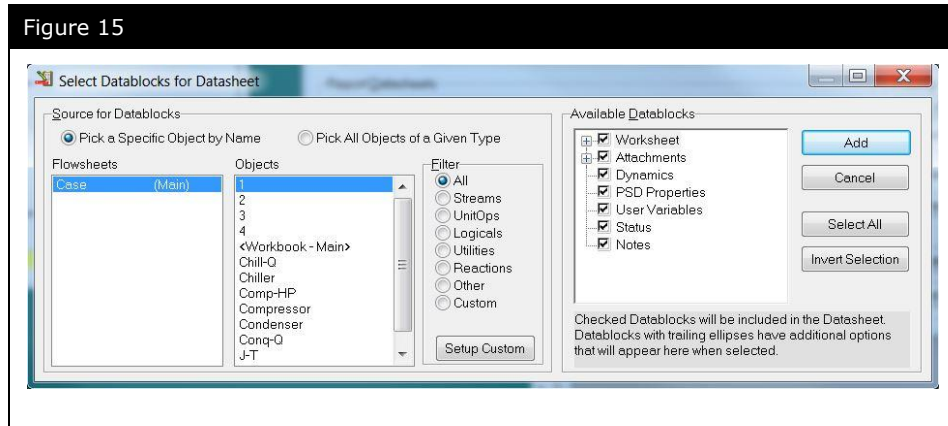 Figure 15
Select Datablocks for Datasheet
Source for Datablocks
Pick a Specific Object by Name
Pick All Objects of a Given Type
Flowsheets
Case (Main)
Objects
1
2
3
4
<Workbook - Main>
Chill-Q
Chiller
Comp-HP
Compressor
Condenser
Conq-Q
J-T
Filter
All
Streams
UnitOps
Logicals
Utilities
Reactions
Other
Custom
Setup Custom
Available Datablocks
Worksheet
Attachments
Dynamics
PSD Properties
User Variables
Status
Notes
Add
Cancel
Select All
Invert Selection
Checked Datablocks will be included in the Datasheet.
Datablocks with trailing ellipses have additional options
that will appear here when selected.